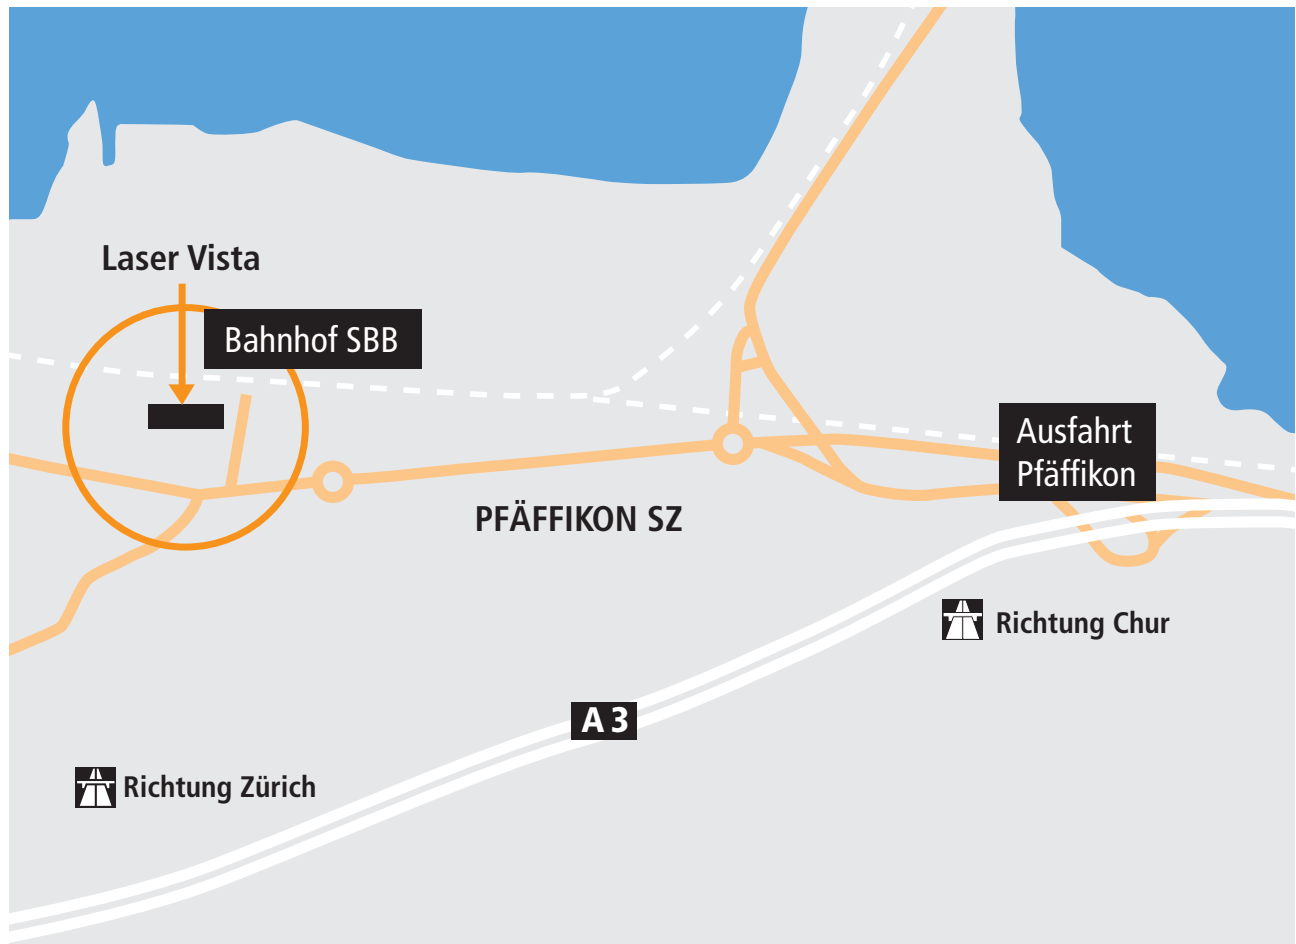 Laser Vista
Bahnhof SBB
Ausfahrt
Pfäffikon
PFÄFFIKON SZ
Richtung Chur
A 3
Richtung Zürich